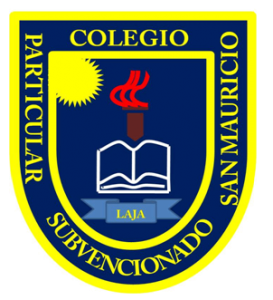 COLEGIO
PARTICULAR
SUBVENCIONADO
SAN MAURICIO
LAJA